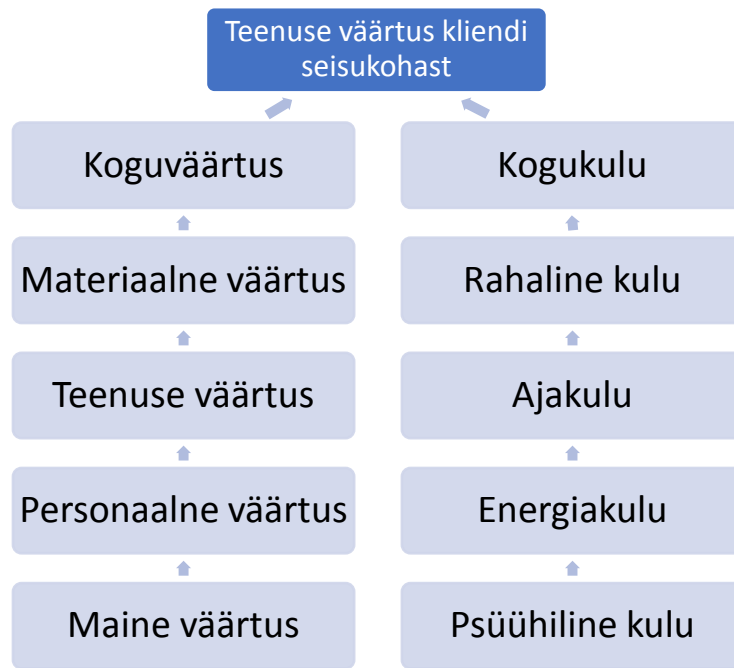 Teenuse väärtus kliendi
seisukohast
Koguväärtus
Materiaalne väärtus
Teenuse väärtus
Personaalne väärtus
Maine väärtus
Kogukulu
Rahaline kulu
Ajakulu
Energiakulu
Psüühiline kulu